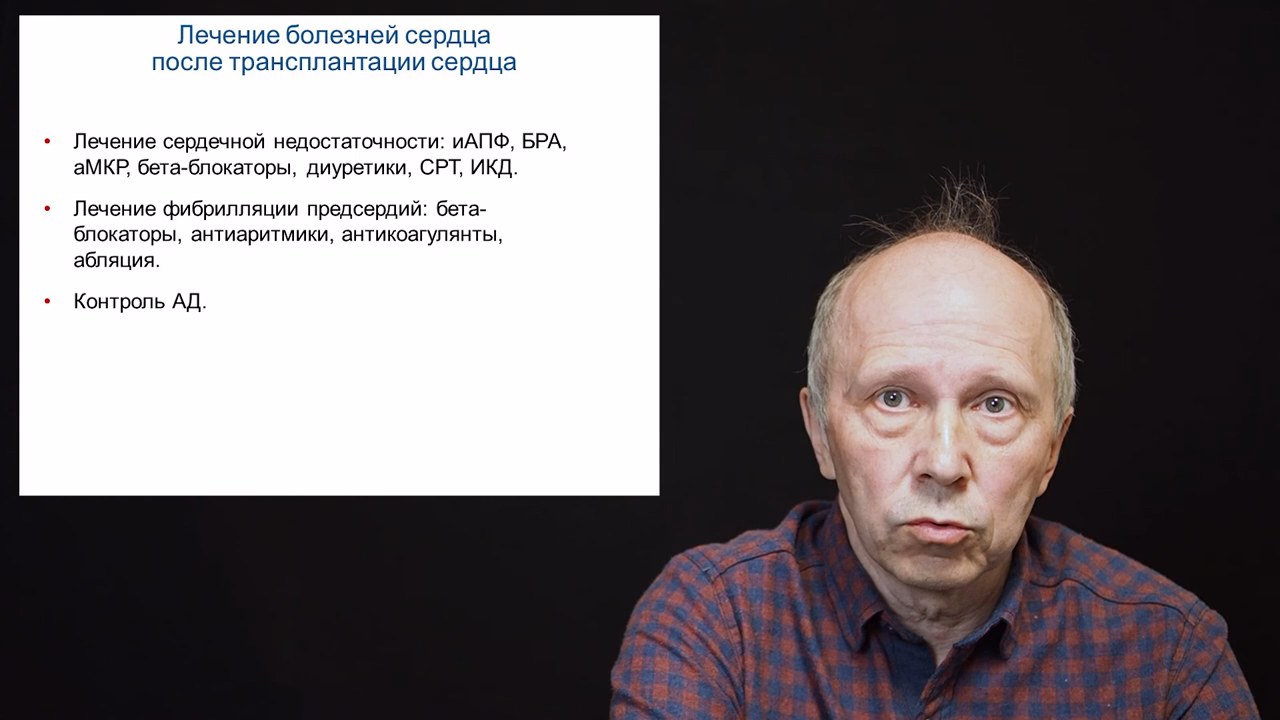 Лечение болезней сердца
после трансплантации сердца
• Лечение сердечной недостаточности: иАПФ, БРА,
аМКР, бета-блокаторы, диуретики, СРТ, ИКД.
• Лечение фибрилляции предсердий: бета-
блокаторы, антиаритмики, антикоагулянты,
абляция.
• Контроль АД.